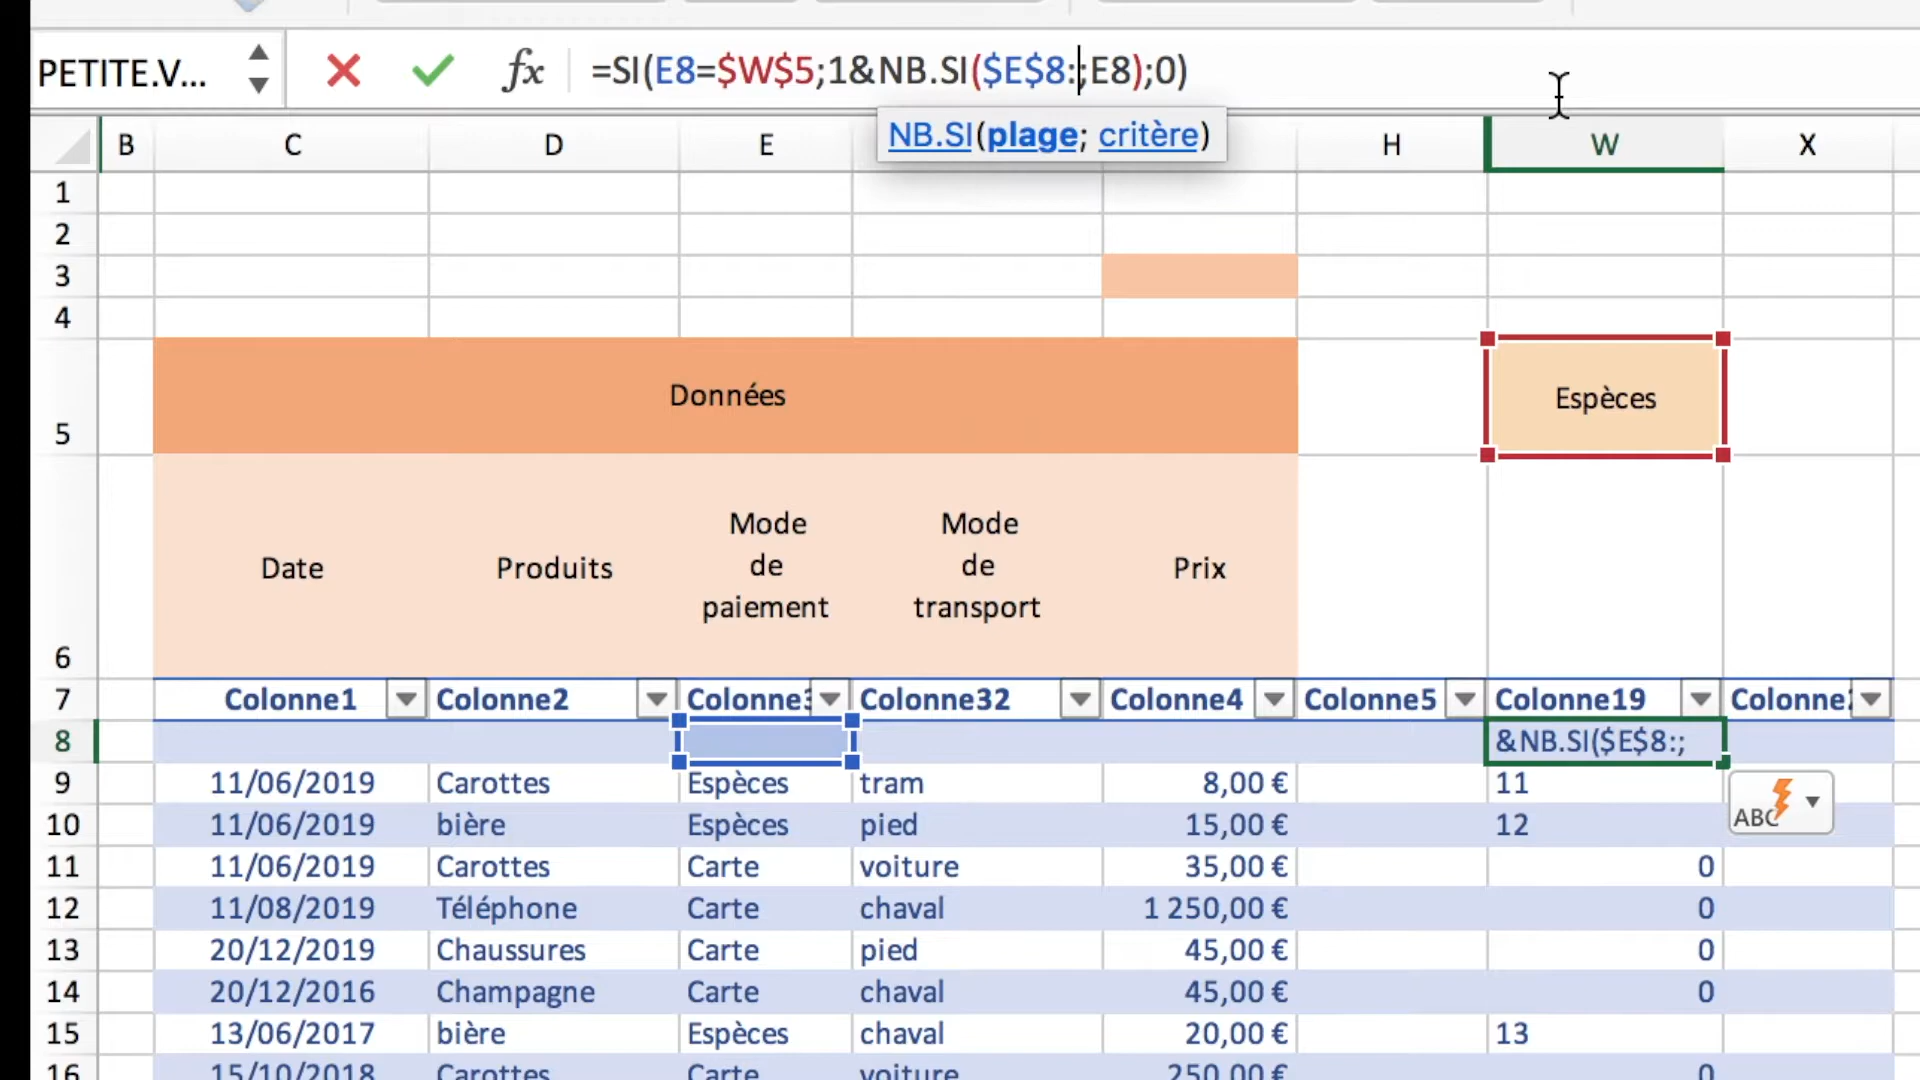 PETITE.V... fx =SI(E8=$W$5;1&NB.SI($E$8:;E8);0)
NB.SI(plage; critère)
B C D E H W X
1
2
3
4
5 Données Espèces
6 Date Produits Mode de paiement Mode de transport Prix
7 Colonne1 Colonne2 Colonne3 Colonne32 Colonne4 Colonne5 Colonne19 Colonne
8 &NB.SI($E$8:;
9 11/06/2019 Carottes Espèces tram 8,00 € 11
ABC
10 11/06/2019 bière Espèces pied 15,00 € 12
11 11/06/2019 Carottes Carte voiture 35,00 € 0
12 11/08/2019 Téléphone Carte chaval 1 250,00 € 0
13 20/12/2019 Chaussures Carte pied 45,00 € 0
14 20/12/2016 Champagne Carte chaval 45,00 € 0
15 13/06/2017 bière Espèces chaval 20,00 € 13
16 15/10/2018 Carottes Carte voiture 250,00 € 0